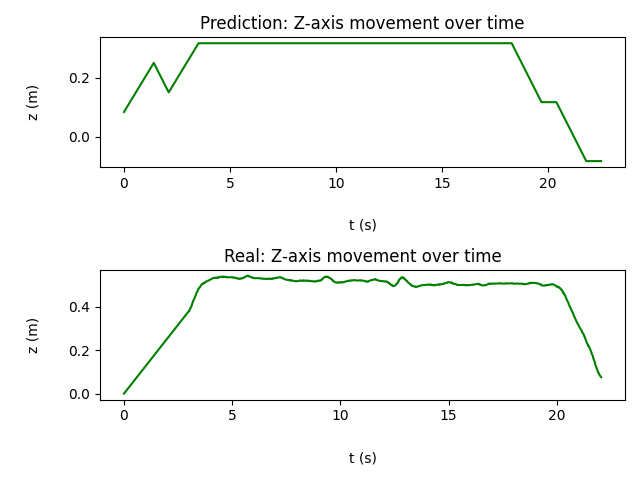 Prediction: Z-axis movement over time
0.2
0.0
z (m)
0 5 10 15 20
t (s)
Real: Z-axis movement over time
0.4
0.2
0.0
z (m)
0 5 10 15 20
t (s)